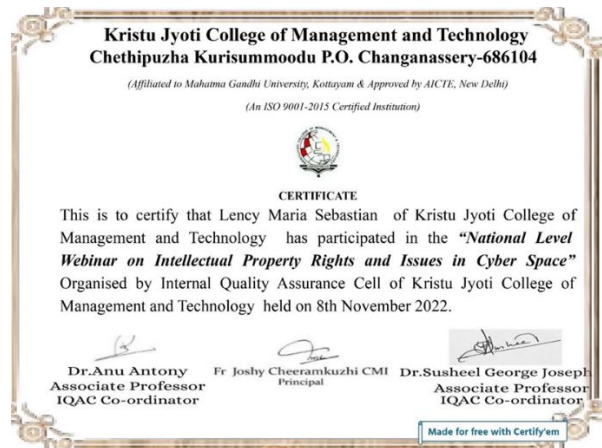 Kristu Jyoti College of Management and Technology
Chethipuzha Kurisummoodu P.O. Changanassery-686104
(Affiliated to Mahatma Gandhi University, Kottayam & Approved by AICTE, New Delhi)
(An ISO 9001-2015 Certified Institution)
CERTIFICATE
This is to certify that Lency Maria Sebastian of Kristu Jyoti College of
Management and Technology has participated in the “National Level
Webinar on Intellectual Property Rights and Issues in Cyber Space”
Organised by Internal Quality Assurance Cell of Kristu Jyoti College of
Management and Technology held on 8th November 2022.
Dr.Anu Antony
Associate Professor
IQAC Co-ordinator
Fr Joshy Cheeramkuzhi CMI
Principal
Dr.Susheel George Joseph
Associate Professor
IQAC Co-ordinator
Made for free with Certify'em